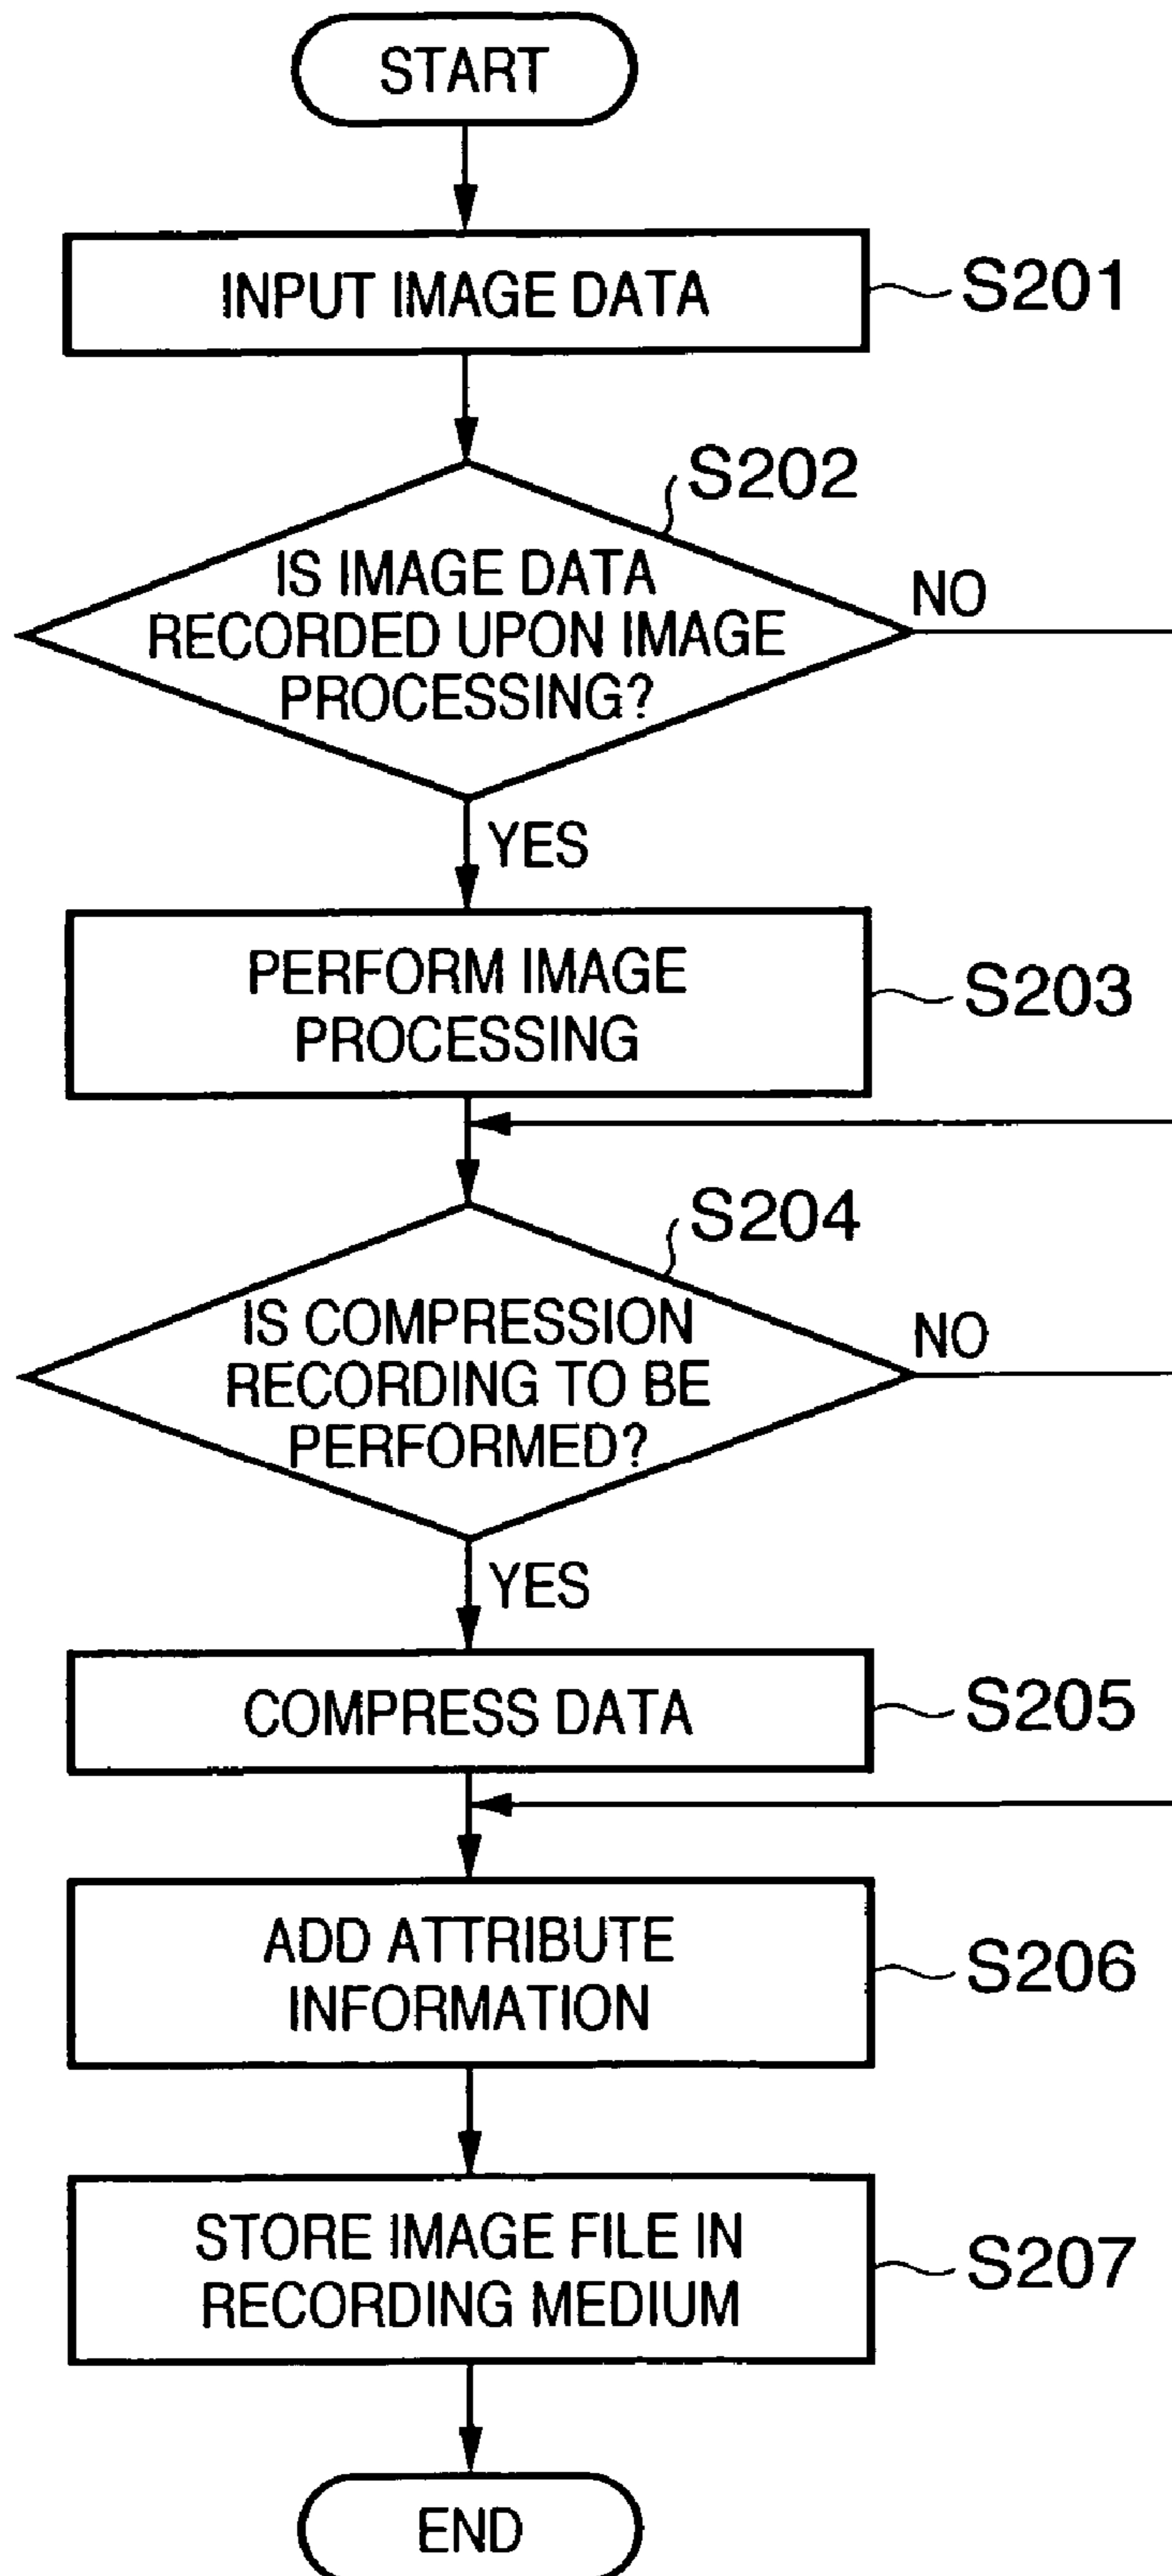 START
INPUT IMAGE DATA
S201
S202
IS IMAGE DATA
RECORDED UPON IMAGE
PROCESSING?
NO
YES
PERFORM IMAGE
PROCESSING
S203
S204
IS COMPRESSION
RECORDING TO BE
PERFORMED?
NO
YES
COMPRESS DATA
S205
ADD ATTRIBUTE
INFORMATION
S206
STORE IMAGE FILE IN
RECORDING MEDIUM
S207
END